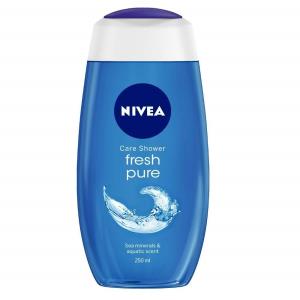 NIVEA
Care Shower
fresh
pure
Sea minerals &
aquatic scent
250 ml